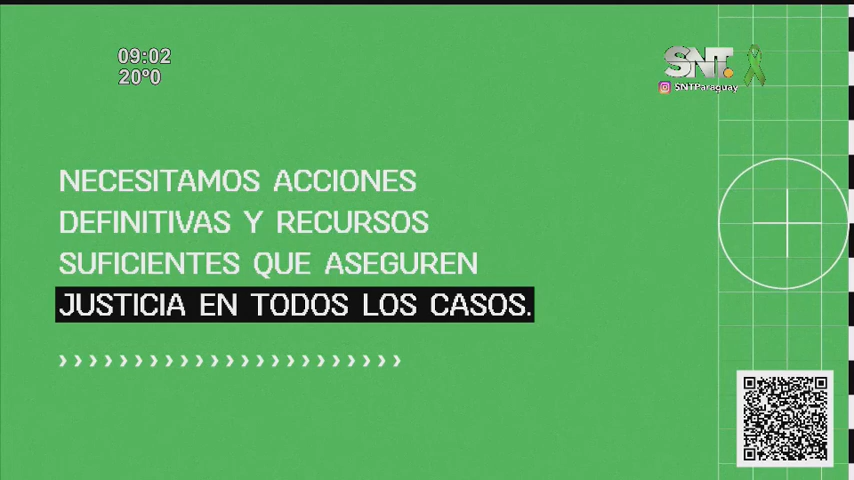 09:02
20º0
SNT.
SNTParaguay
NECESITAMOS ACCIONES
DEFINITIVAS Y RECURSOS
SUFICIENTES QUE ASEGUREN
JUSTICIA EN TODOS LOS CASOS.